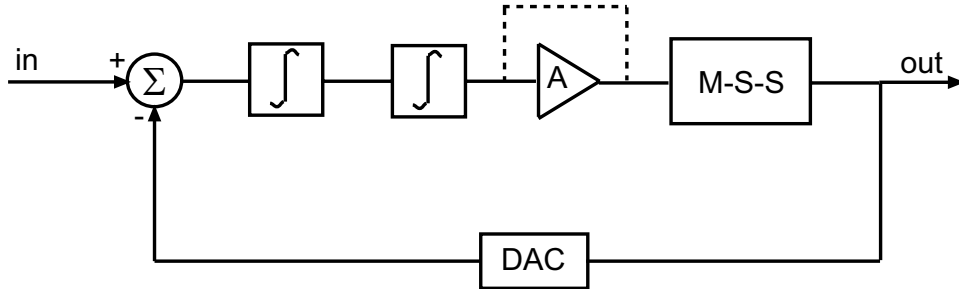 in
+
Σ
-
∫
∫
A
M-S-S
out
DAC